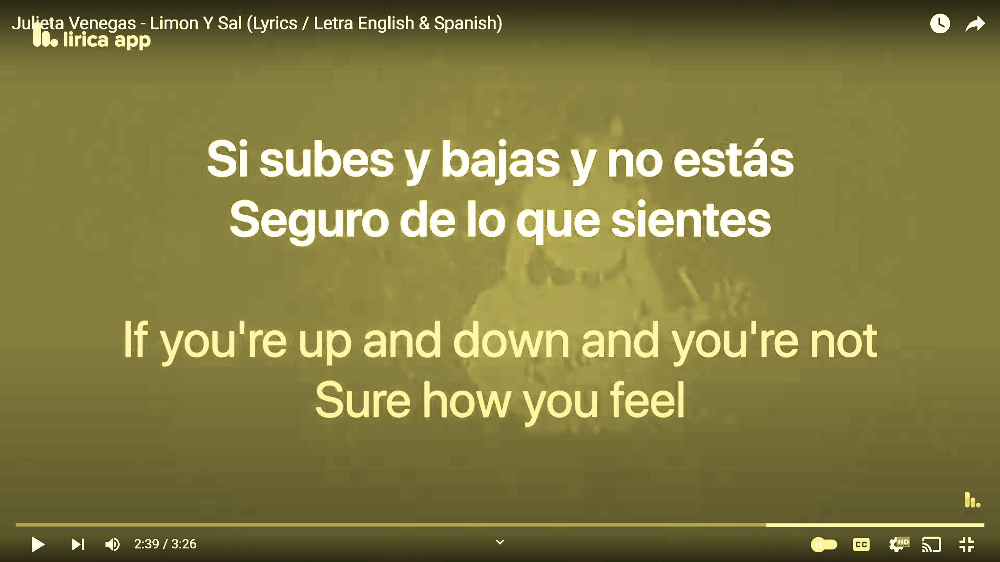 Julieta Venegas - Limon Y Sal (Lyrics / Letra English & Spanish)
lirica app
Si subes y bajas y no estás
Seguro de lo que sientes
If you're up and down and you're not
Sure how you feel
lirica
2:39 / 3:26
CC
HD